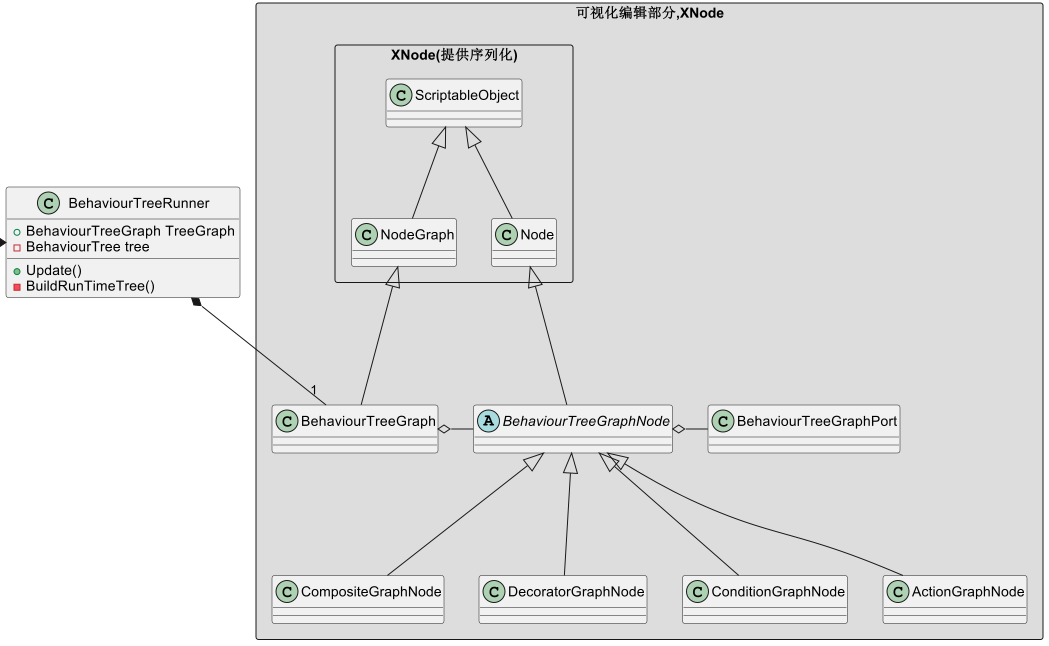 可视化编辑部分,XNode
XNode(提供序列化)
C ScriptableObject
C NodeGraph
C Node
C BehaviourTreeRunner
BehaviourTreeGraph TreeGraph
BehaviourTree tree
Update()
BuildRunTimeTree()
1
C BehaviourTreeGraph
A BehaviourTreeGraphNode
C BehaviourTreeGraphPort
C CompositeGraphNode
C DecoratorGraphNode
C ConditionGraphNode
C ActionGraphNode